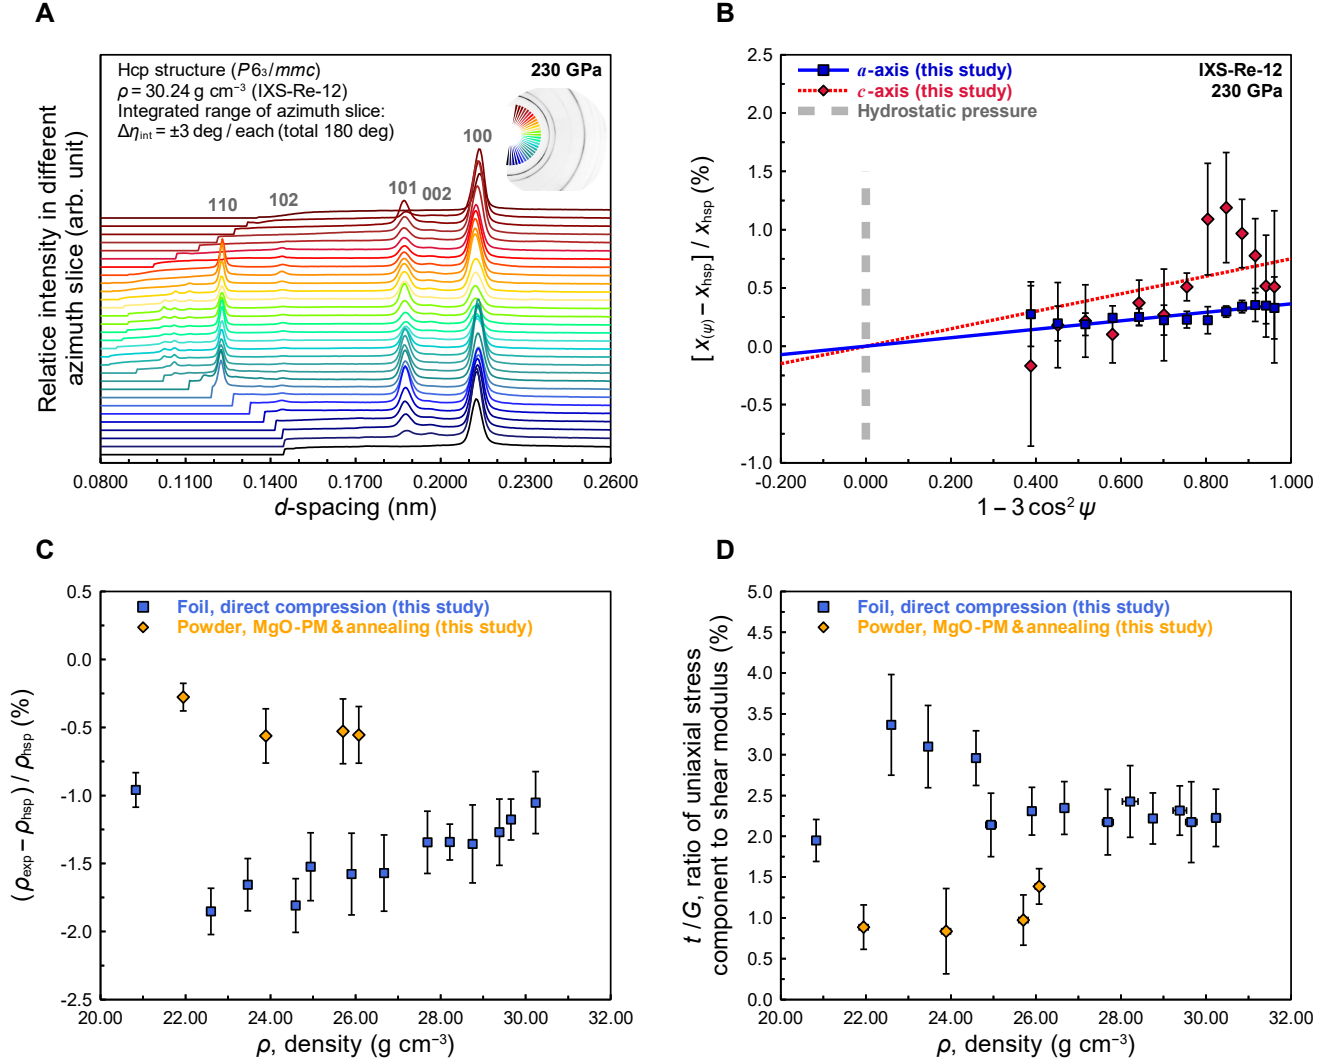 A
Hcp structure (P6₃/mmc)
ρ = 30.24 g cm⁻³ (IXS-Re-12)
Integrated range of azimuth slice:
Δηint = ±3 deg / each (total 180 deg)
230 GPa
100
101
002
102
110
Relatice intensity in different
azimuth slice (arb. unit)
0.0800 0.1100 0.1400 0.1700 0.2000 0.2300 0.2600
d-spacing (nm)
B
a-axis (this study)
c-axis (this study)
Hydrostatic pressure
IXS-Re-12
230 GPa
[ x(ψ) − xhsp ] / xhsp (%)
2.5
2.0
1.5
1.0
0.5
0.0
-0.5
-1.0
-0.200 0.000 0.200 0.400 0.600 0.800 1.000
1 – 3 cos² ψ
C
Foil, direct compression (this study)
Powder, MgO-PM & annealing (this study)
(ρexp − ρhsp) / ρhsp (%)
0.5
0.0
-0.5
-1.0
-1.5
-2.0
-2.5
20.00 22.00 24.00 26.00 28.00 30.00 32.00
ρ, density (g cm⁻³)
D
Foil, direct compression (this study)
Powder, MgO-PM & annealing (this study)
t / G, ratio of uniaxial stress
component to shear modulus (%)
5.0
4.5
4.0
3.5
3.0
2.5
2.0
1.5
1.0
0.5
0.0
20.00 22.00 24.00 26.00 28.00 30.00 32.00
ρ, density (g cm⁻³)